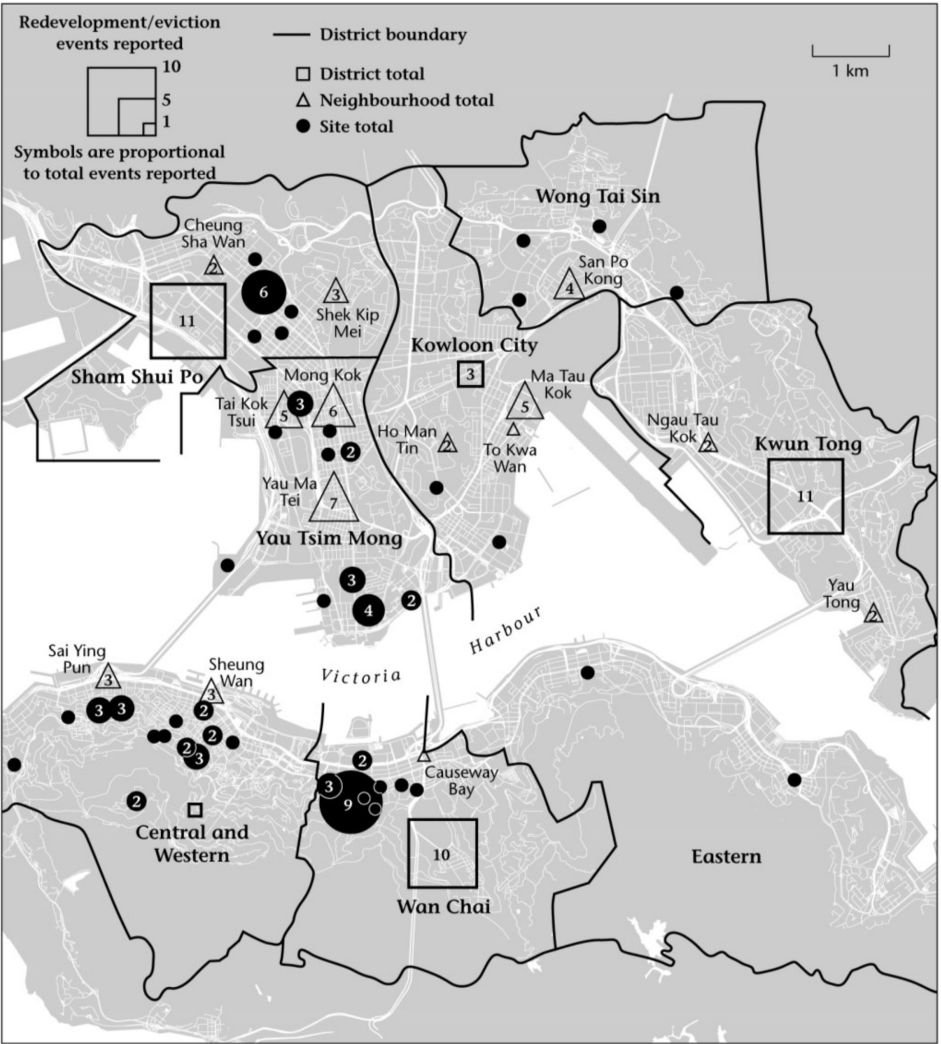 Redevelopment/eviction
events reported
10
5
1
Symbols are proportional
to total events reported
District boundary
District total
Neighbourhood total
Site total
1 km
Wong Tai Sin
Cheung
Sha Wan
2
San Po
Kong
4
6
3
Shek Kip
Mei
11
Kowloon City
3
Sham Shui Po
Mong Kok
Ma Tau
Kok
5
Tai Kok
Tsui
5
3
6
Ho Man
Tin
2
To Kwa
Wan
Ngau Tau
Kok
2
Kwun Tong
11
2
Yau Ma
Tei
7
Yau Tsim Mong
3
4
2
Yau
Tong
2
Harbour
Victoria
Sai Ying
Pun
3
Sheung
Wan
3
3
3
2
2
2
3
2
Central and
Western
2
3
9
Causeway
Bay
10
Wan Chai
Eastern